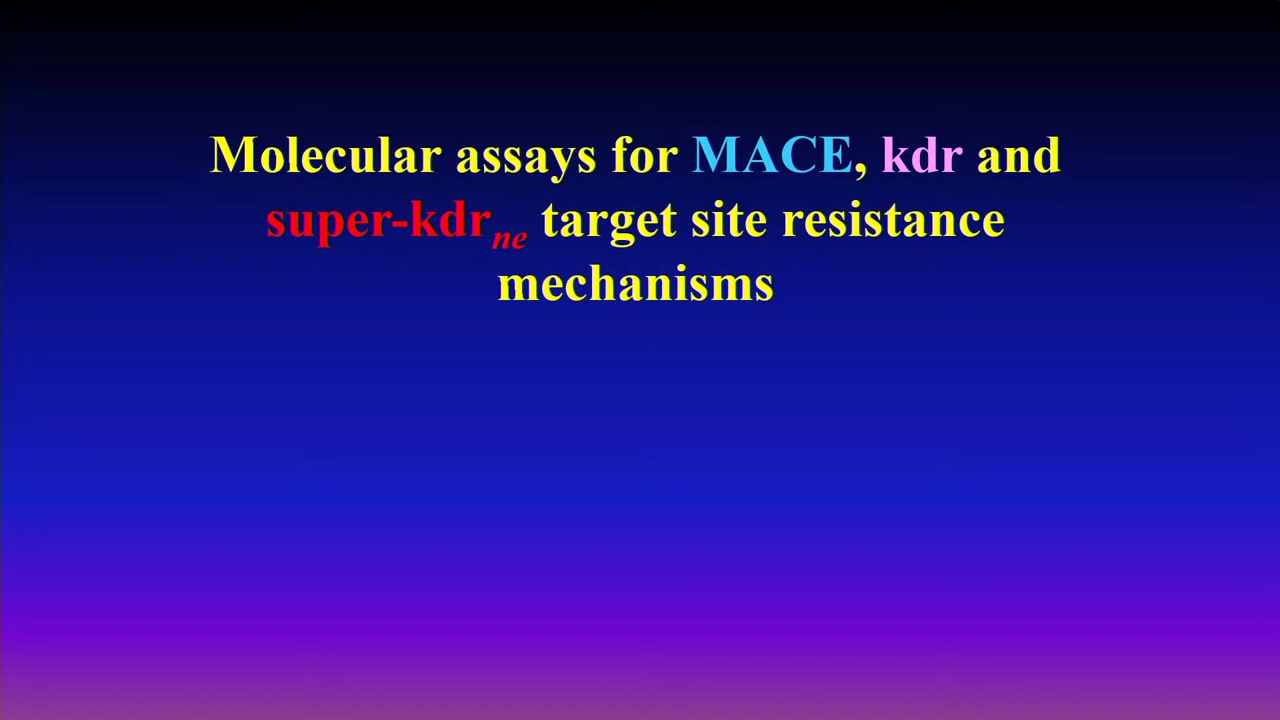 Molecular assays for MACE, kdr and
super-kdrne target site resistance
mechanisms